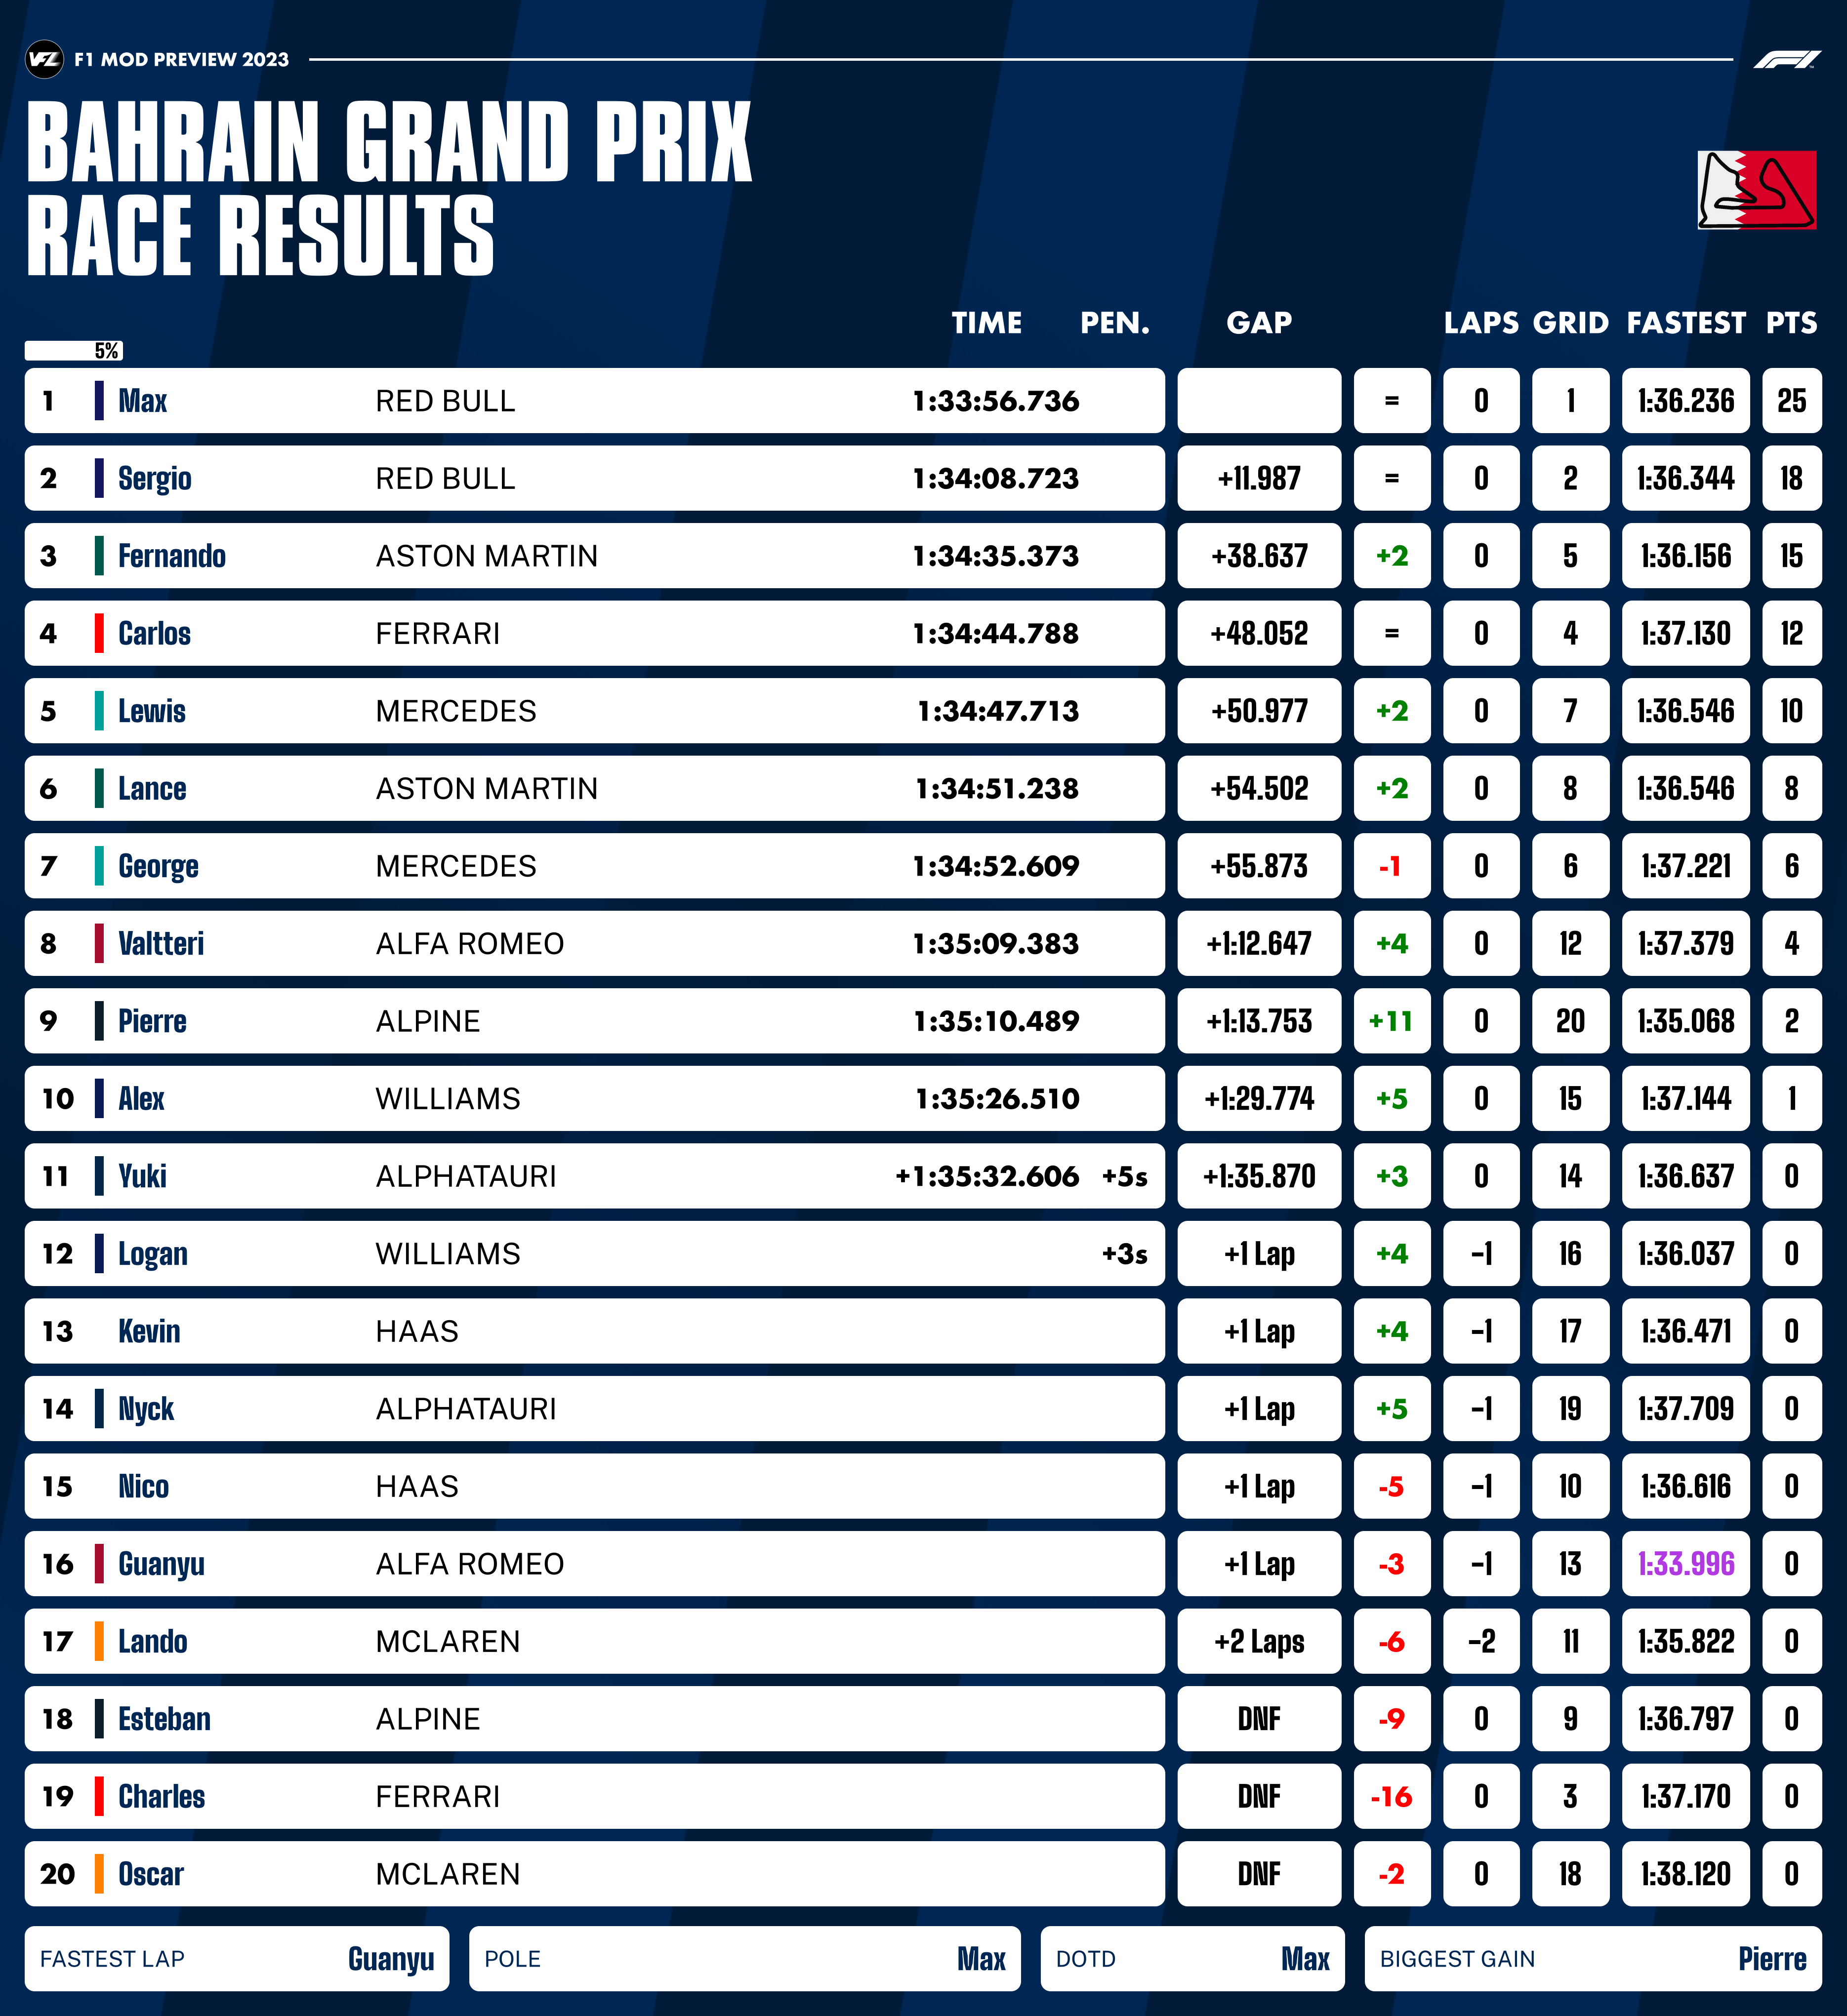 VFL F1 MOD PREVIEW 2023 F1
BAHRAIN GRAND PRIX
RACE RESULTS
TIME PEN. GAP LAPS GRID FASTEST PTS
5%
1 Max RED BULL 1:33:56.736 = 0 1 1:36.236 25
2 Sergio RED BULL 1:34:08.723 +11.987 = 0 2 1:36.344 18
3 Fernando ASTON MARTIN 1:34:35.373 +38.637 +2 0 5 1:36.156 15
4 Carlos FERRARI 1:34:44.788 +48.052 = 0 4 1:37.130 12
5 Lewis MERCEDES 1:34:47.713 +50.977 +2 0 7 1:36.546 10
6 Lance ASTON MARTIN 1:34:51.238 +54.502 +2 0 8 1:36.546 8
7 George MERCEDES 1:34:52.609 +55.873 -1 0 6 1:37.221 6
8 Valtteri ALFA ROMEO 1:35:09.383 +1:12.647 +4 0 12 1:37.379 4
9 Pierre ALPINE 1:35:10.489 +1:13.753 +11 0 20 1:35.068 2
10 Alex WILLIAMS 1:35:26.510 +1:29.774 +5 0 15 1:37.144 1
11 Yuki ALPHATAURI +1:35:32.606 +5s +1:35.870 +3 0 14 1:36.637 0
12 Logan WILLIAMS +3s +1 Lap +4 -1 16 1:36.037 0
13 Kevin HAAS +1 Lap +4 -1 17 1:36.471 0
14 Nyck ALPHATAURI +1 Lap +5 -1 19 1:37.709 0
15 Nico HAAS +1 Lap -5 -1 10 1:36.616 0
16 Guanyu ALFA ROMEO +1 Lap -3 -1 13 1:33.996 0
17 Lando MCLAREN +2 Laps -6 -2 11 1:35.822 0
18 Esteban ALPINE DNF -9 0 9 1:36.797 0
19 Charles FERRARI DNF -16 0 3 1:37.170 0
20 Oscar MCLAREN DNF -2 0 18 1:38.120 0
FASTEST LAP Guanyu POLE Max DOTD Max BIGGEST GAIN Pierre